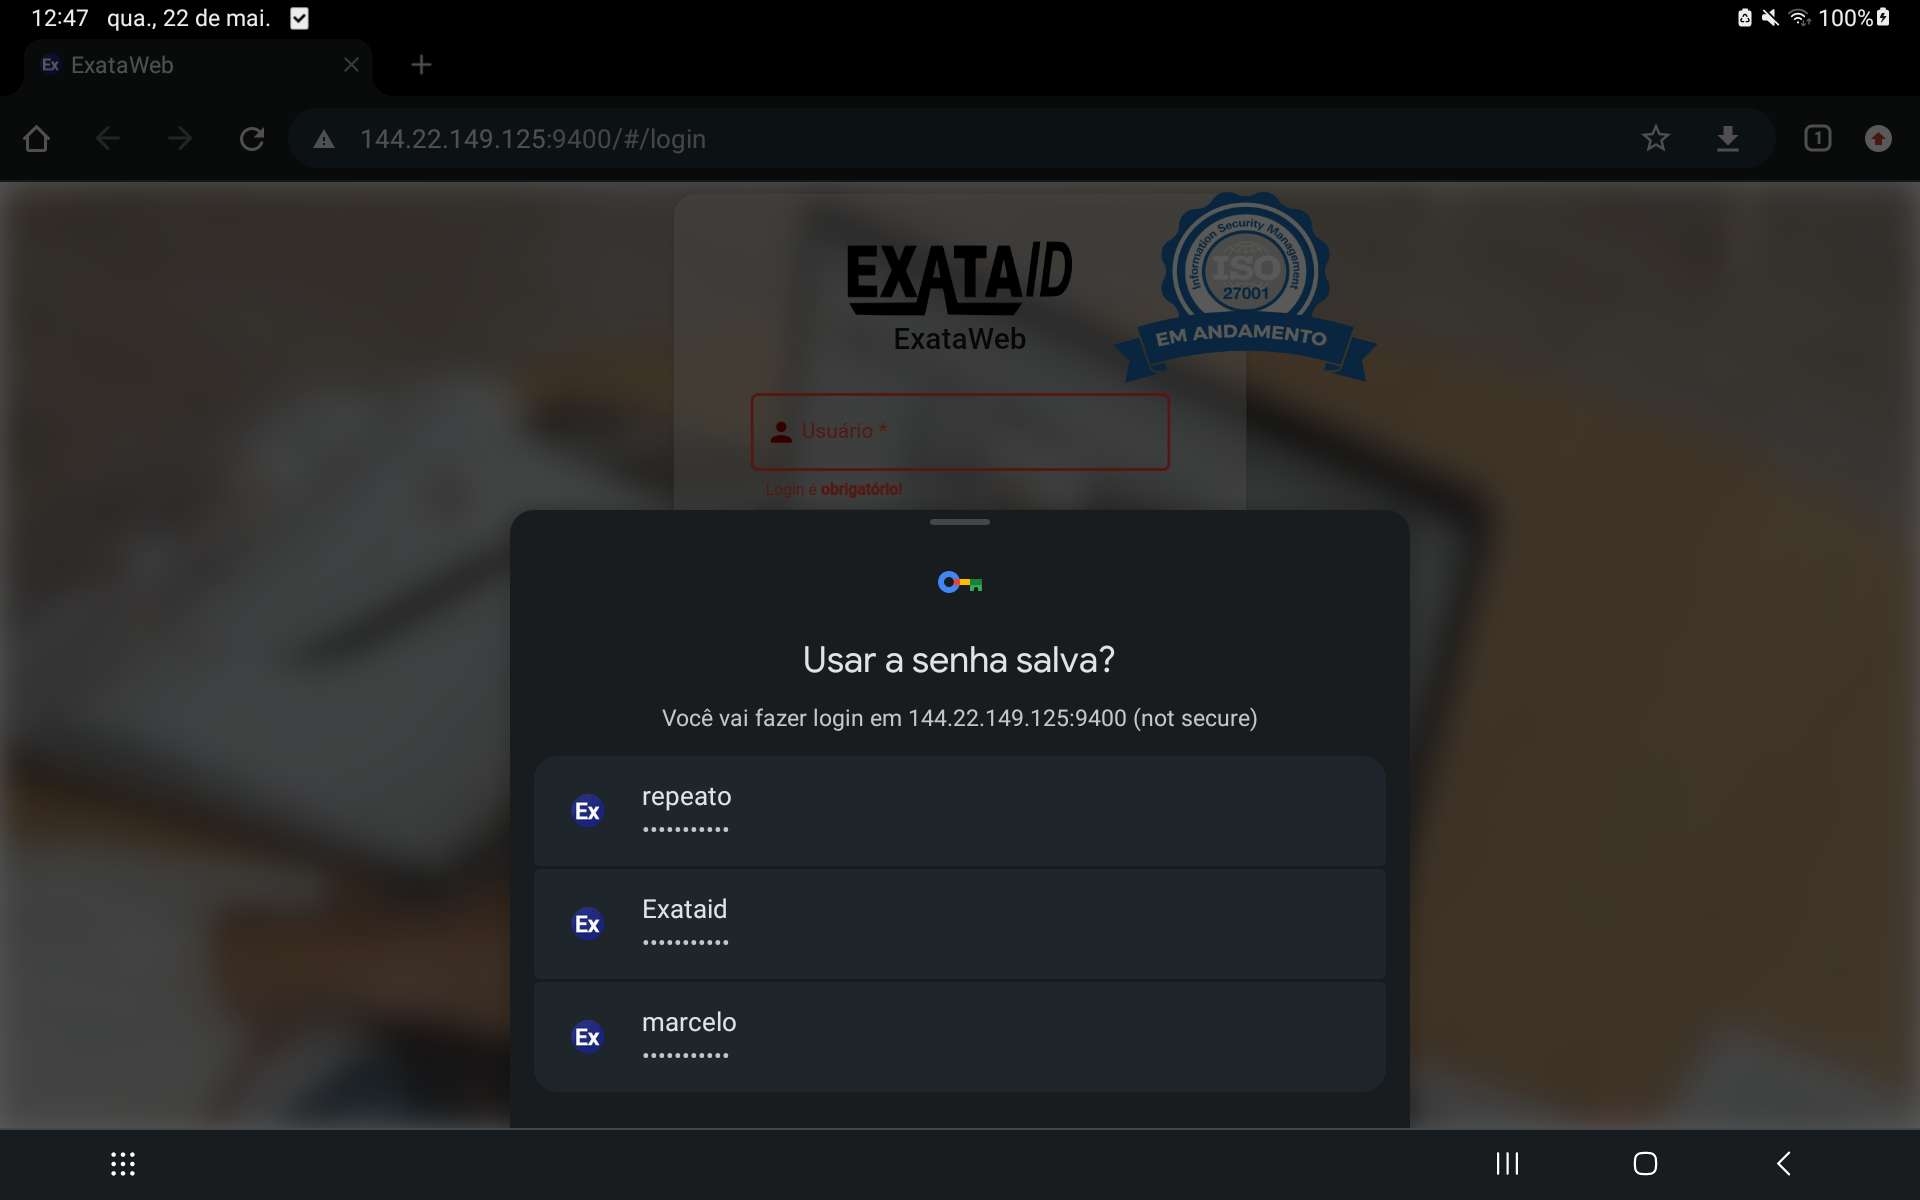 12:47 qua., 22 de mai.
100%
Ex ExataWeb
144.22.149.125:9400/#/login
1
EXATAID
ExataWeb
Information Security Management
ISO
27001
EM ANDAMENTO
Usuário *
Login é obrigatório!
Usar a senha salva?
Você vai fazer login em 144.22.149.125:9400 (not secure)
Ex repeato
•••••••••••
Ex Exataid
•••••••••••
Ex marcelo
•••••••••••